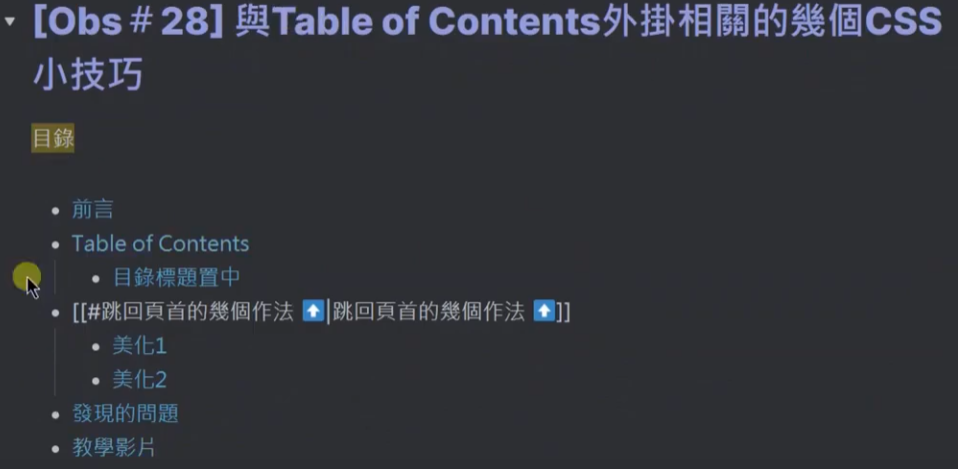 [Obs＃28] 與Table of Contents外掛相關的幾個CSS
小技巧
目錄
前言
Table of Contents
目錄標題置中
[[#跳回頁首的幾個作法 ⬆️|跳回頁首的幾個作法 ⬆️]]
美化1
美化2
發現的問題
教學影片